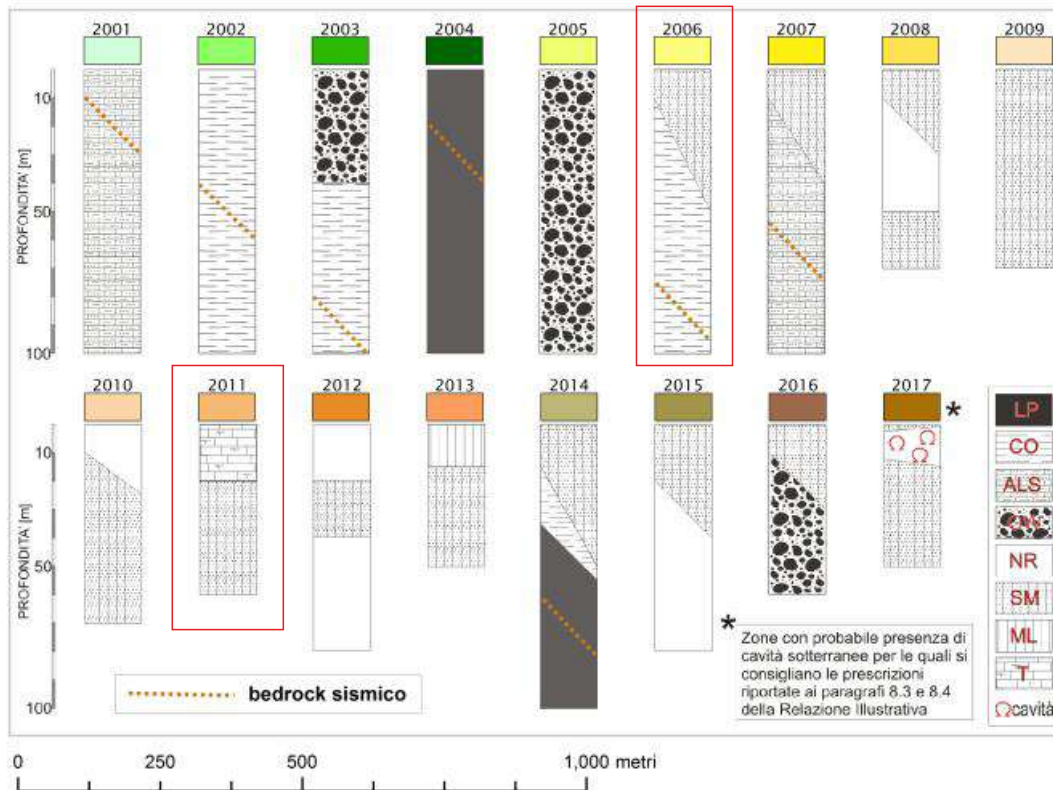 2001 2002 2003 2004 2005 2006 2007 2008 2009
PROFONDITA' [m]
10
50
100
2010 2011 2012 2013 2014 2015 2016 2017
*
PROFONDITA' [m]
10
50
100
LP
CO
ALS
GW
NR
SM
ML
T
Ωcavità
bedrock sismico
*
Zone con probabile presenza di
cavità sotterranee per le quali si
consigliano le prescrizioni
riportate ai paragrafi 8.3 e 8.4
della Relazione Illustrativa
0 250 500 1,000 metri